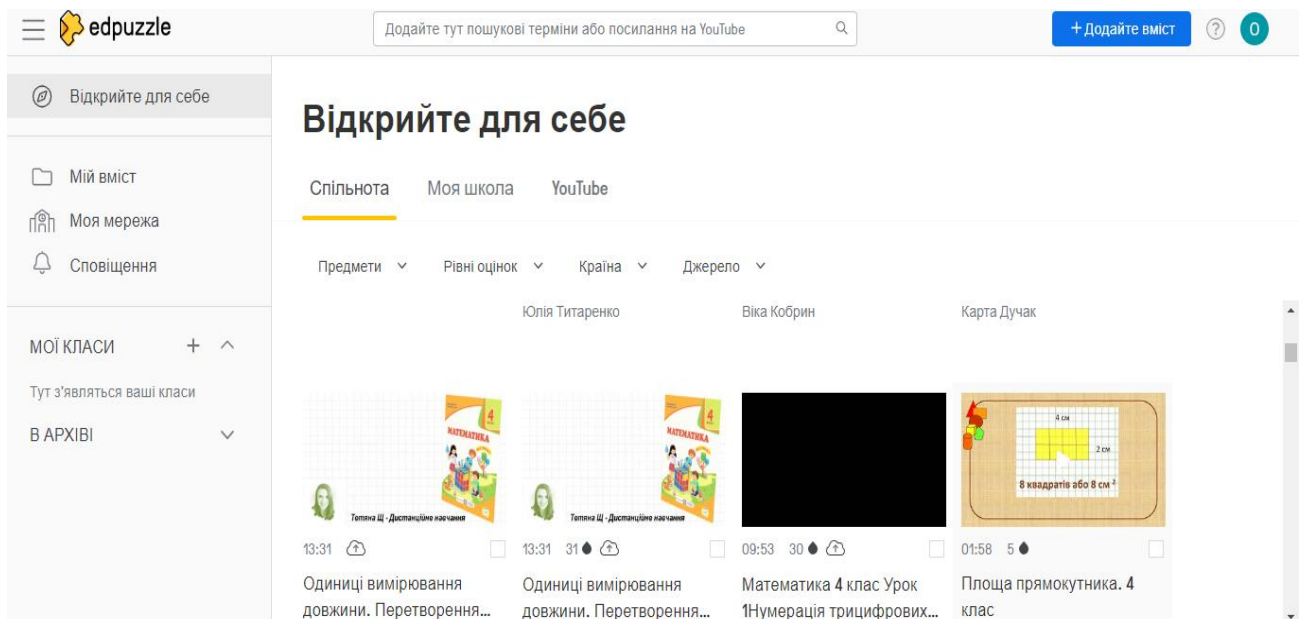 edpuzzle
Додайте тут пошукові терміни або посилання на YouTube
+ Додайте вміст
?
О
Відкрийте для себе
Мій вміст
Моя мережа
Сповіщення
МОЇ КЛАСИ
Тут з'являться ваші класи
В АРХІВІ
Відкрийте для себе
Спільнота Моя школа YouTube
Предмети Рівні оцінок Країна Джерело
Юлія Титаренко Віка Кобрин Карта Дучак
4
МАТЕМАТИКА
Тетяна Щ - Дистанційне навчання
13:31
Одиниці вимірювання
довжини. Перетворення...
4
МАТЕМАТИКА
Тетяна Щ - Дистанційне навчання
13:31 31
Одиниці вимірювання
довжини. Перетворення...
09:53 30
Математика 4 клас Урок
1Нумерація трицифрових...
4 см
2 см
8 квадратів або 8 см ²
01:58 5
Площа прямокутника. 4
клас